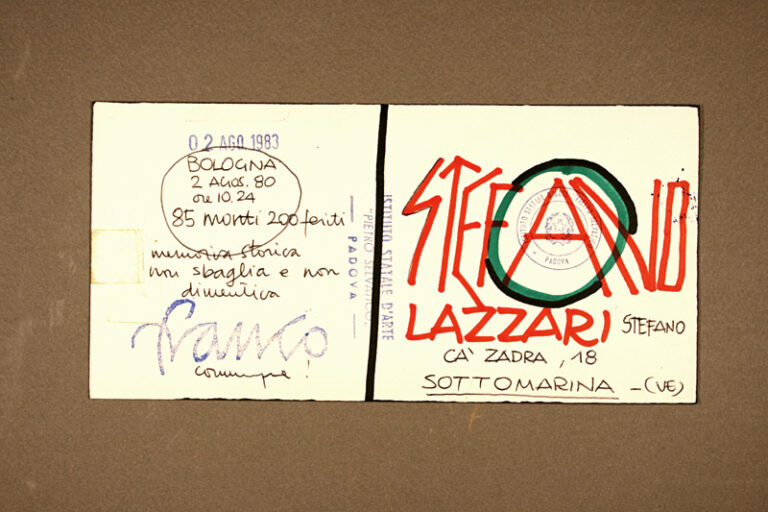 02 AGO 1983
BOLOGNA
2 AGOS. 80
ore 10.24
85 morti 200 feriti
memoria storica
non sbaglia e non
dimentica
franco
comunque!
ISTITUTO STATALE D'ARTE
"PIETRO SELVATICO"
— PADOVA —
STEFANO
PADOVA
LAZZARI STEFANO
CA' ZADRA, 18
SOTTOMARINA - (VE)